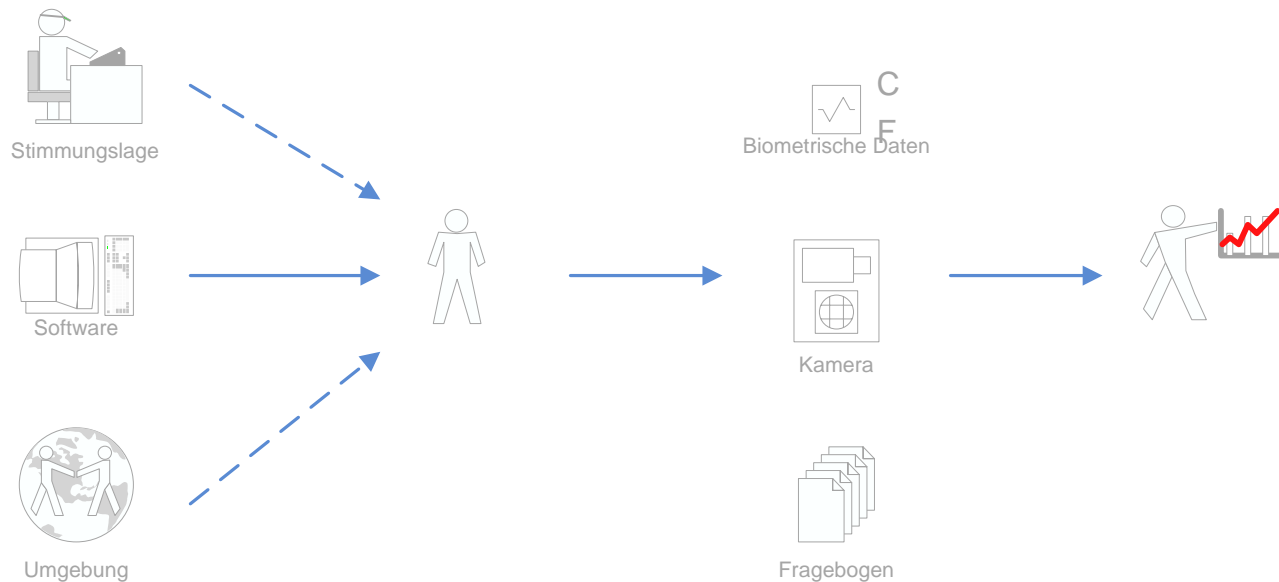 Stimmungslage
Software
Umgebung
C
F
Biometrische Daten
Kamera
Fragebogen